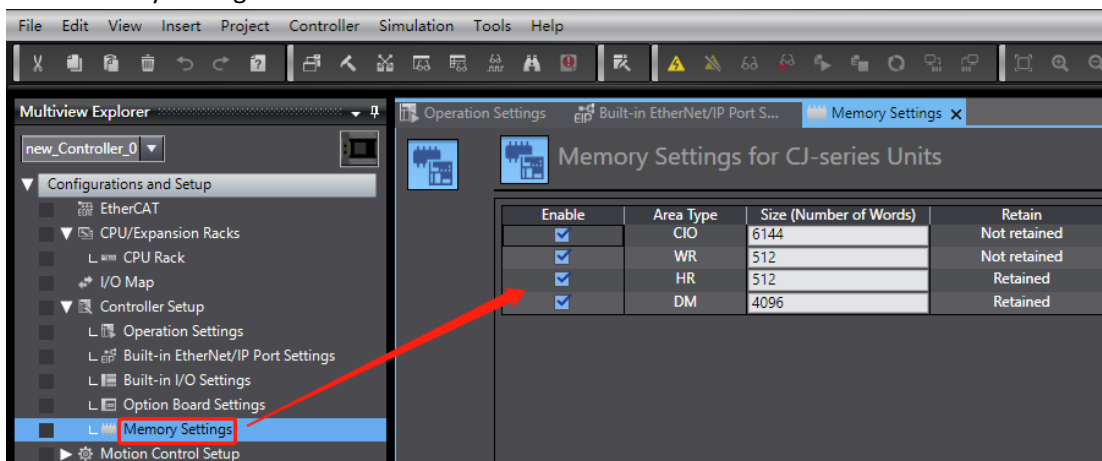 File Edit View Insert Project Controller Simulation Tools Help
Multiview Explorer
Operation Settings
EIP Built-in EtherNet/IP Port S...
Memory Settings
new_Controller_0
Memory Settings for CJ-series Units
Configurations and Setup
EtherCAT
CPU/Expansion Racks
CPU Rack
I/O Map
Controller Setup
Operation Settings
EIP Built-in EtherNet/IP Port Settings
Built-in I/O Settings
Option Board Settings
Memory Settings
Motion Control Setup
Enable Area Type Size (Number of Words) Retain
CIO 6144 Not retained
WR 512 Not retained
HR 512 Retained
DM 4096 Retained